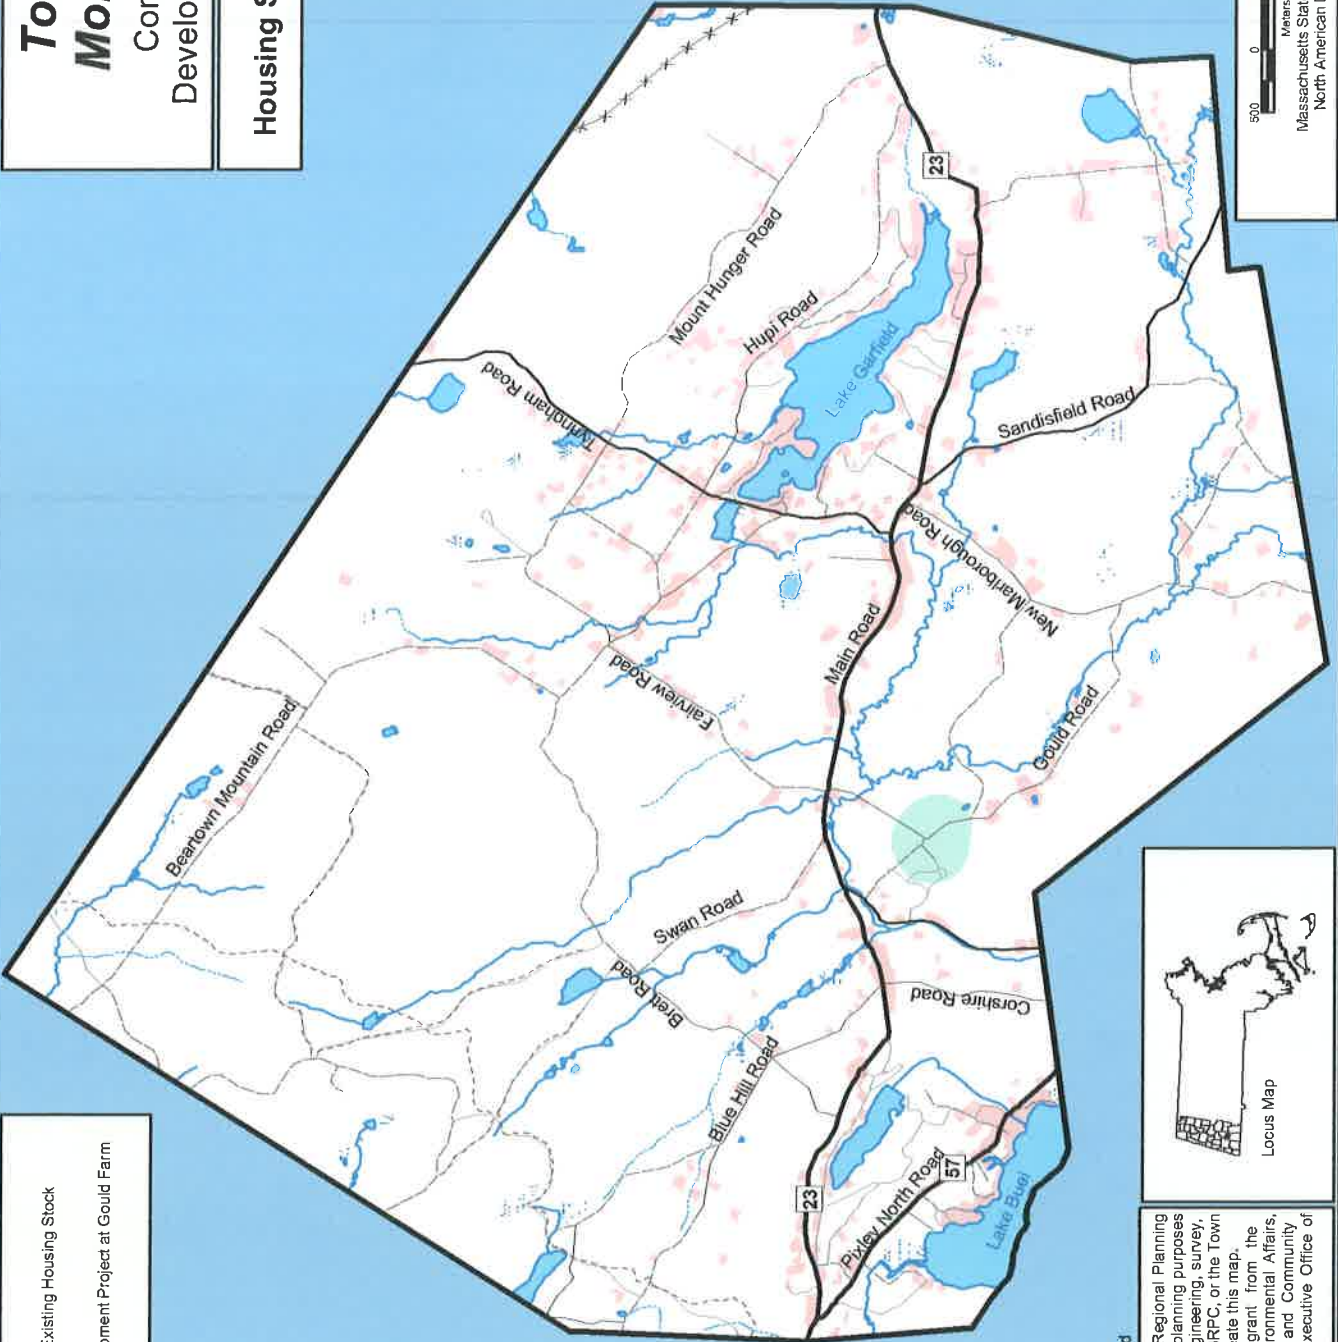 To
Mon
Con
Develo
Housing S
500 0
Meters
Massachusetts Stat
North American
Existing Housing Stock
pment Project at Gould Farm
Beartown Mountain Road
Tyringham Road
Mount Hunger Road
Hupi Road
Lake Garfield
23
Fairview Road
Main Road
Sandisfield Road
New Marlborough Road
Gould Road
Swan Road
Brett Road
Blue Hill Road
Corshire Road
23
Pixley North Road
57
Lake Buel
Locus Map
d
Regional Planning
planning purposes
gineering, survey,
RPC, or the Town
ate this map.
grant from the
ronmental Affairs,
and Community
xecutive Office of